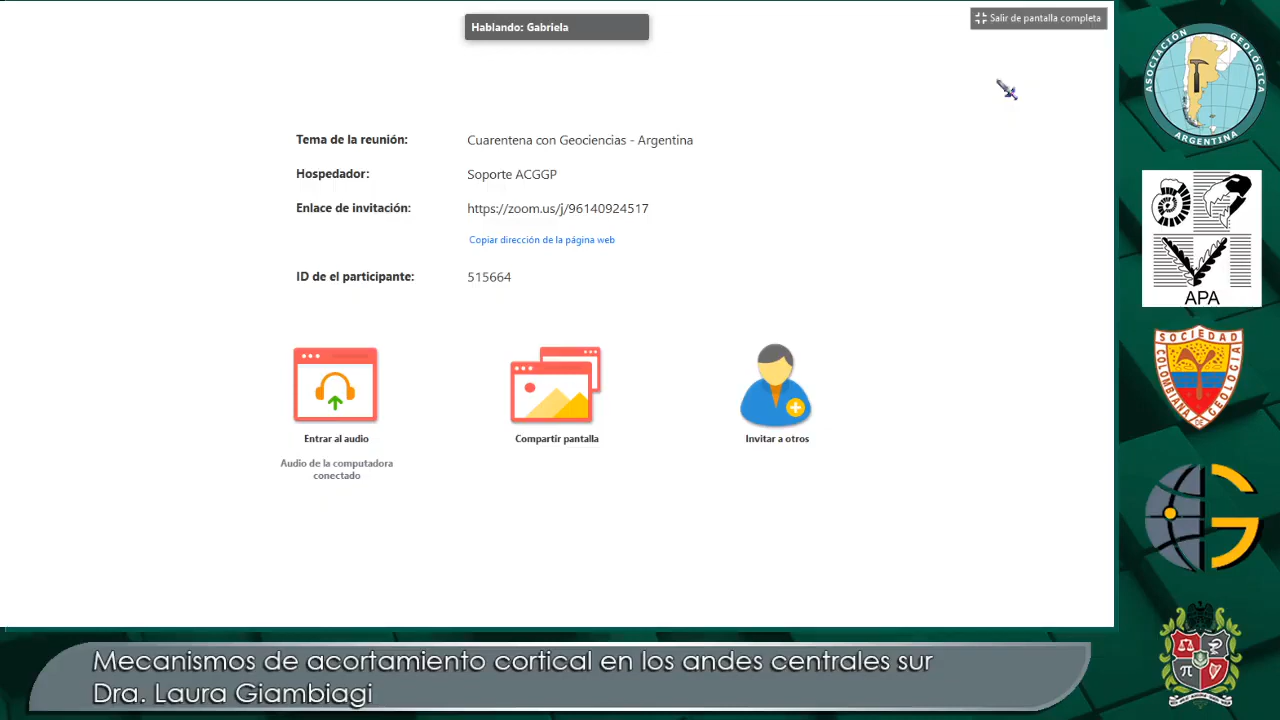 Hablando: Gabriela
Salir de pantalla completa
Tema de la reunión:
Cuarentena con Geociencias - Argentina
Hospedador:
Soporte ACGGP
Enlace de invitación:
https://zoom.us/j/96140924517
Copiar dirección de la página web
ID de el participante:
515664
Entrar al audio
Compartir pantalla
Invitar a otros
Audio de la computadora
conectado
ASOCIACIÓN GEOLÓGICA
ARGENTINA
APA
SOCIEDAD
COLOMBIANA DE GEOLOGIA
Mecanismos de acortamiento cortical en los andes centrales sur
Dra. Laura Giambiagi